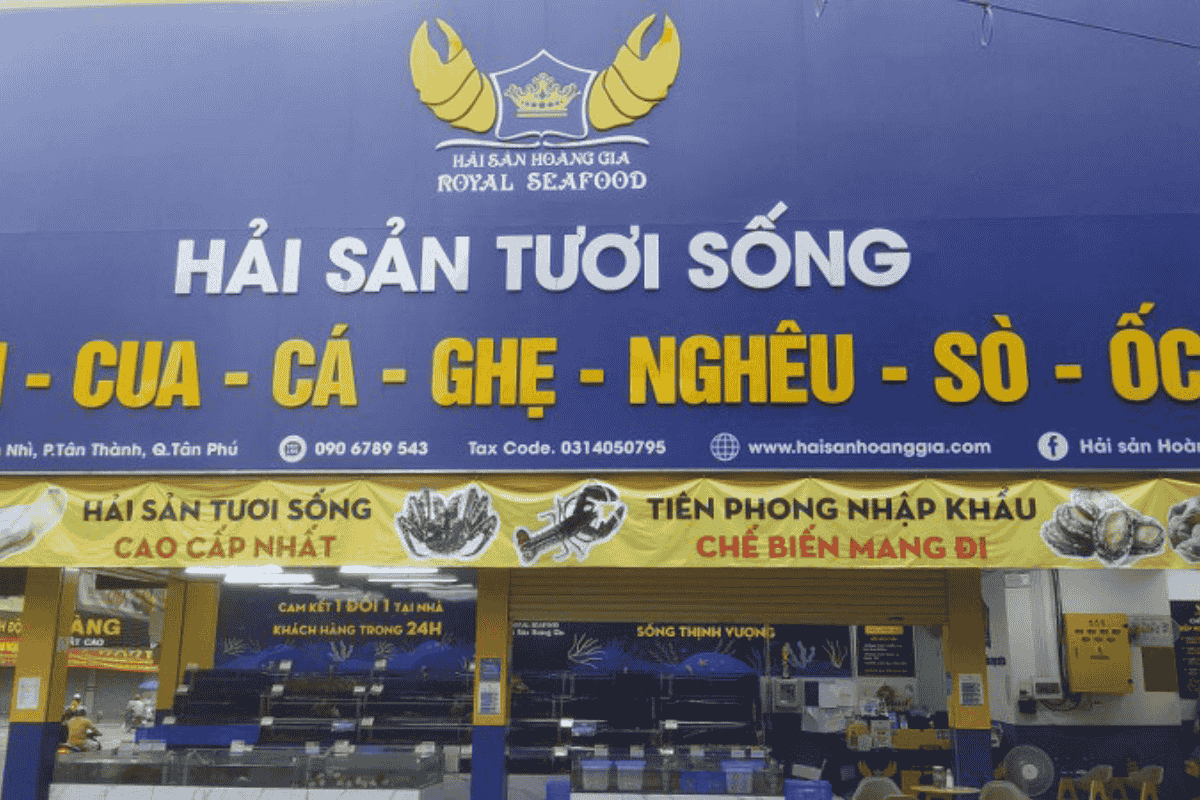 HẢI SẢN HOÀNG GIA
ROYAL SEAFOOD
HẢI SẢN TƯƠI SỐNG
- CUA - CÁ - GHẸ - NGHÊU - SÒ - ỐC
Nhì, P.Tân Thành, Q.Tân Phú 090 6789 543 Tax Code. 0314050795 www.haisanhoanggia.com Hải sản Hoàn
HẢI SẢN TƯƠI SỐNG
CAO CẤP NHẤT
TIÊN PHONG NHẬP KHẨU
CHẾ BIẾN MANG ĐI
CAM KẾT 1 ĐỔI 1 TẠI NHÀ
KHÁCH HÀNG TRONG 24H
ROYAL SEAFOOD
SỐNG THỊNH VƯỢNG